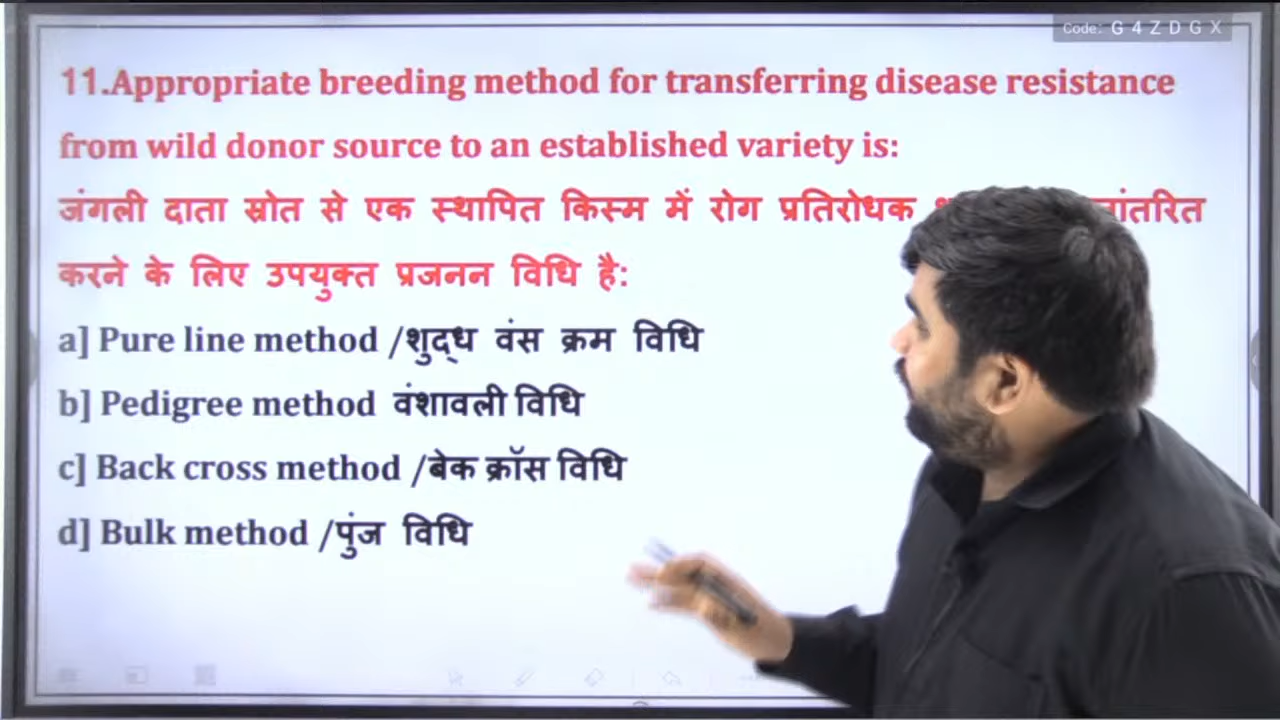 Code: G 4 Z D G X
11.Appropriate breeding method for transferring disease resistance
from wild donor source to an established variety is:
जंगली दाता स्रोत से एक स्थापित किस्म में रोग प्रतिरोधक
करने के लिए उपयुक्त प्रजनन विधि है:
a] Pure line method /शुद्ध वंस क्रम विधि
b] Pedigree method वंशावली विधि
c] Back cross method /बेक क्रॉस विधि
d] Bulk method /पुंज विधि